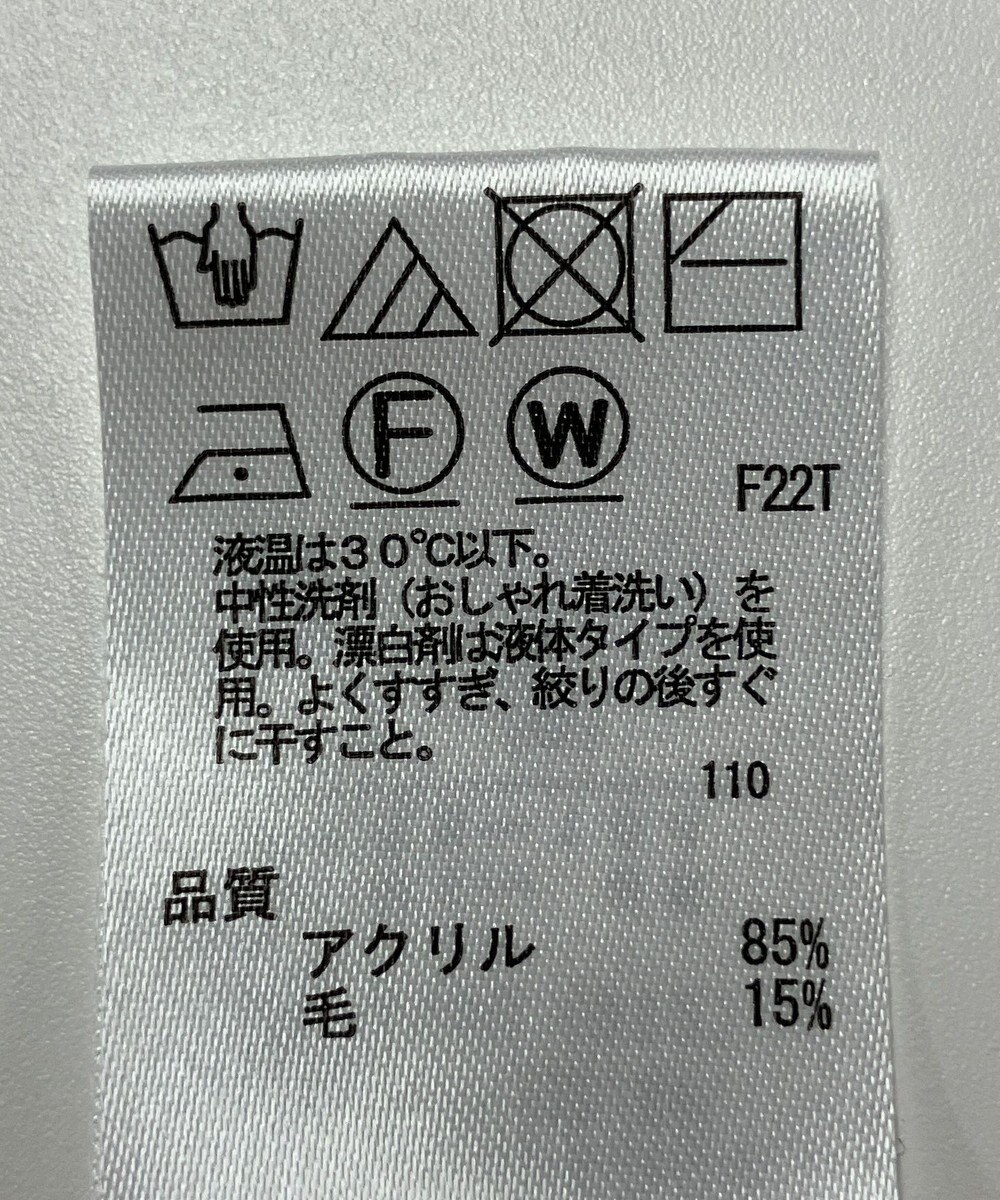 F W
F22T
液温は30℃以下。
中性洗剤（おしゃれ着洗い）を
使用。漂白剤は液体タイプを使
用。よくすすぎ、絞りの後すぐ
に干すこと。
110
品質
アクリル 85%
毛 15%